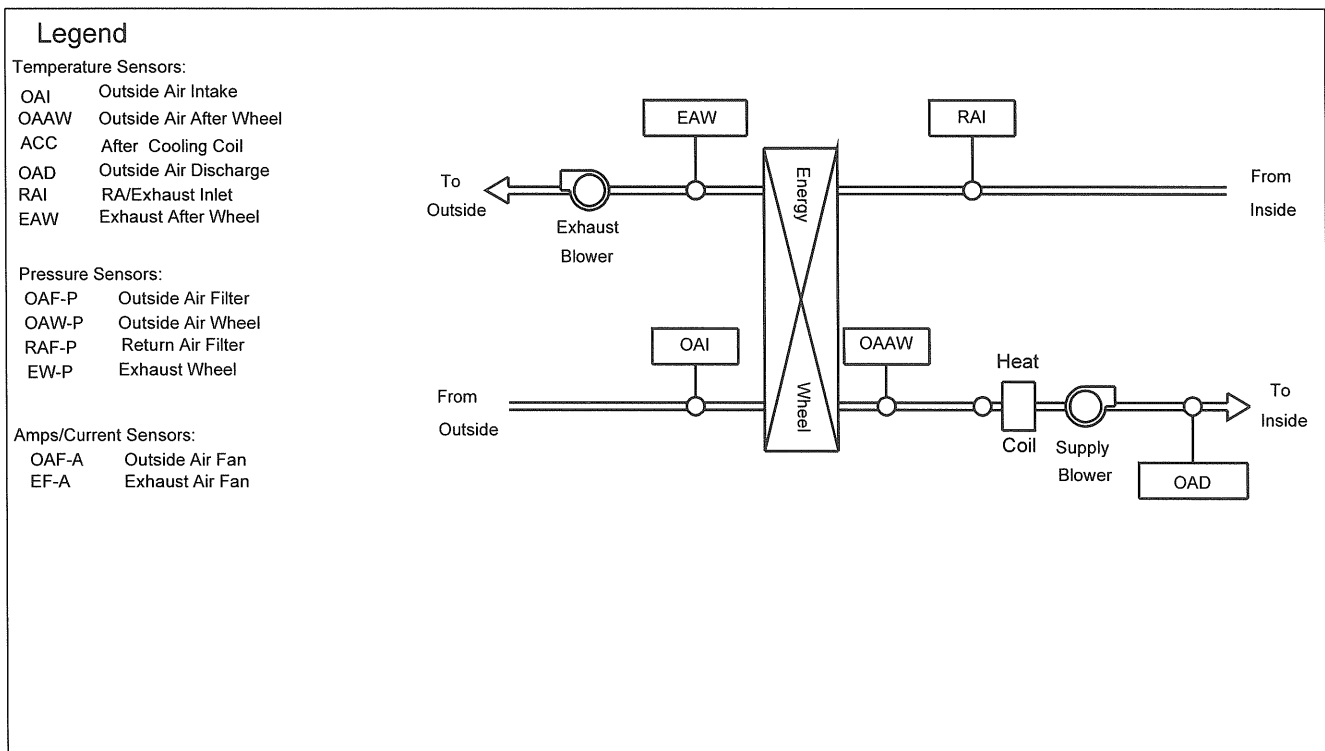 Legend
Temperature Sensors:
OAI Outside Air Intake
OAAW Outside Air After Wheel
ACC After Cooling Coil
OAD Outside Air Discharge
RAI RA/Exhaust Inlet
EAW Exhaust After Wheel
Pressure Sensors:
OAF-P Outside Air Filter
OAW-P Outside Air Wheel
RAF-P Return Air Filter
EW-P Exhaust Wheel
Amps/Current Sensors:
OAF-A Outside Air Fan
EF-A Exhaust Air Fan
EAW
RAI
To
Outside
Exhaust
Blower
Energy
Wheel
From
Inside
OAI
OAAW
From
Outside
Heat
Coil
Supply
Blower
To
Inside
OAD